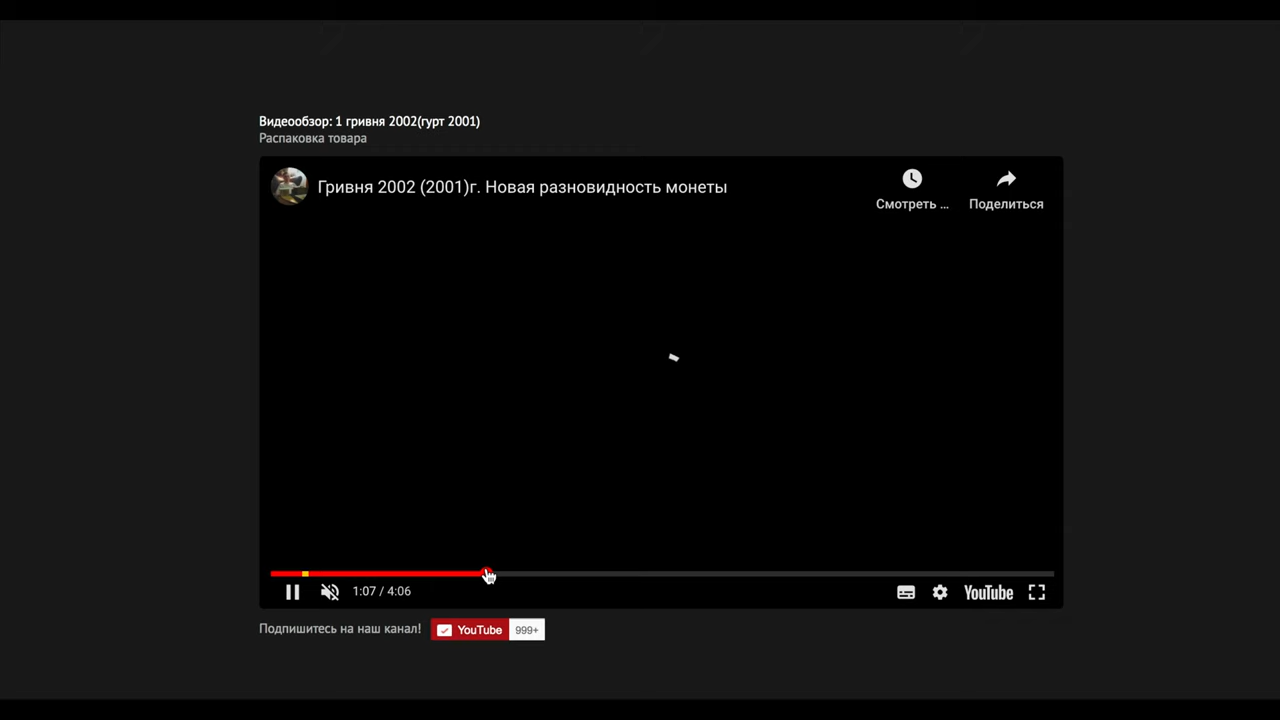 Видеообзор: 1 гривня 2002(гурт 2001)
Распаковка товара
Гривня 2002 (2001)г. Новая разновидность монеты
Смотреть ...
Поделиться
1:07 / 4:06
YouTube
Подпишитесь на наш канал!
YouTube
999+